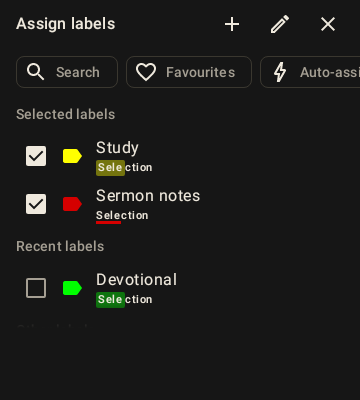 Assign labels
Search
Favourites
Auto-assi
Selected labels
Study
Selection
Sermon notes
Selection
Recent labels
Devotional
Selection